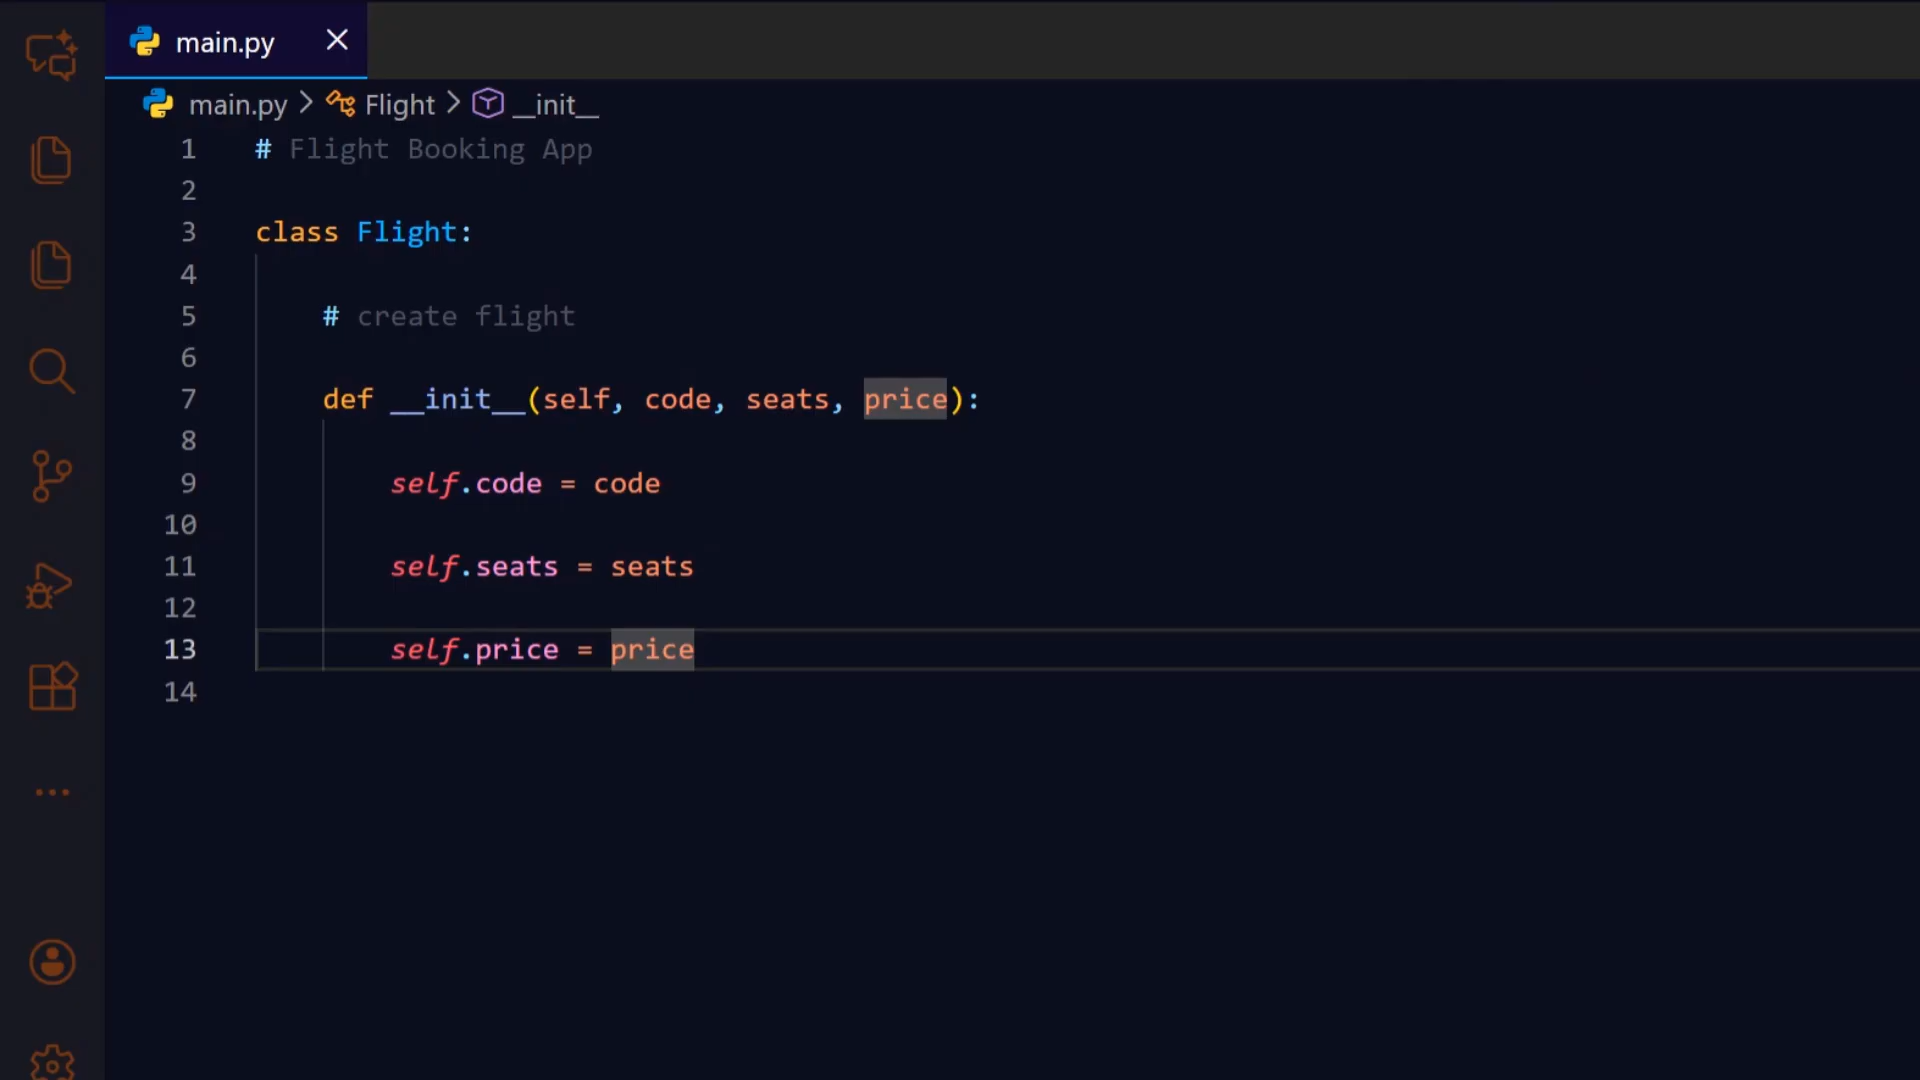 main.py
main.py > Flight > __init__
1 # Flight Booking App
2
3 class Flight:
4
5 # create flight
6
7 def __init__(self, code, seats, price):
8
9 self.code = code
10
11 self.seats = seats
12
13 self.price = price
14